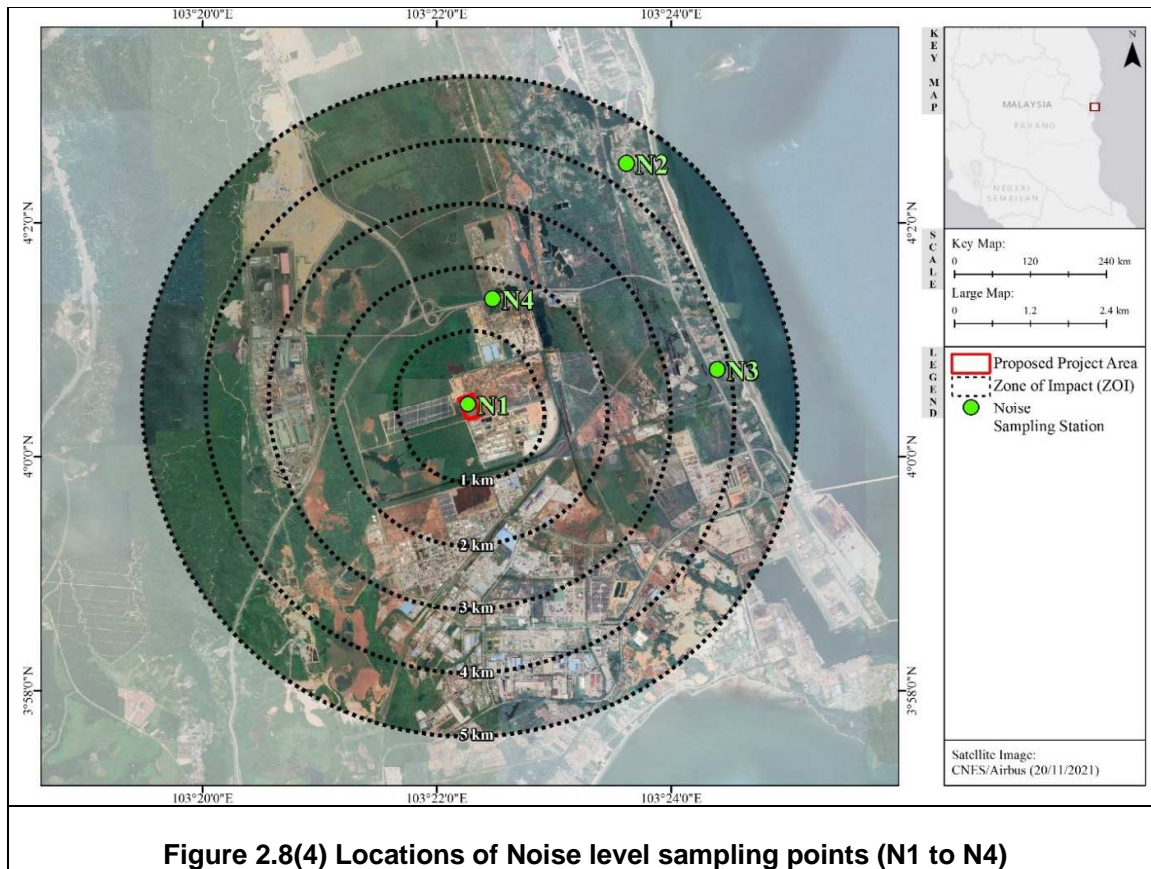 103°20'0"E
103°22'0"E
103°24'0"E
4°2'0"N
4°0'0"N
3°58'0"N
N2
N4
N3
N1
1 km
2 km
3 km
4 km
5 km
4°2'0"N
4°0'0"N
3°58'0"N
103°20'0"E
103°22'0"E
103°24'0"E
KEY MAP
N
MALAYSIA
PAHANG
NEGERI
SEMBILAN
SCALE
Key Map:
0 120 240 km
Large Map:
0 1.2 2.4 km
LEGEND
Proposed Project Area
Zone of Impact (ZOI)
Noise
Sampling Station
Satellite Image:
CNES/Airbus (20/11/2021)
Figure 2.8(4) Locations of Noise level sampling points (N1 to N4)